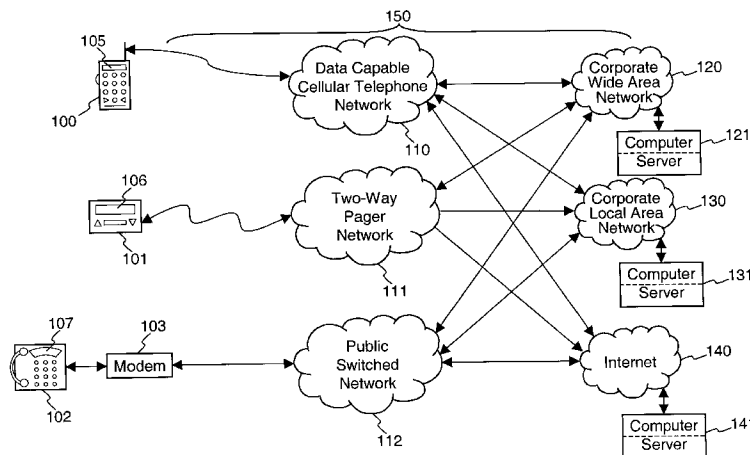 150
105
100
Data Capable
Cellular Telephone
Network
110
Corporate
Wide Area
Network
120
Computer
Server
121
106
101
Two-Way
Pager
Network
111
Corporate
Local Area
Network
130
Computer
Server
131
107
102
103
Modem
Public
Switched
Network
112
Internet
140
Computer
Server
141